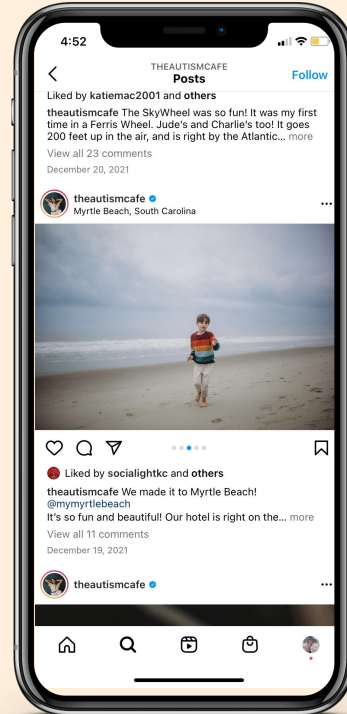 4:52
THEAUTISMCAFE
Posts
Follow
Liked by katiemac2001 and others
theautismcafe The SkyWheel was so fun! It was my first
time in a Ferris Wheel. Jude's and Charlie's too! It goes
200 feet up in the air, and is right by the Atlantic... more
View all 23 comments
December 20, 2021
theautismcafe
Myrtle Beach, South Carolina
Liked by socialightkc and others
theautismcafe We made it to Myrtle Beach!
@mymyrtlebeach
It's so fun and beautiful! Our hotel is right on the... more
View all 11 comments
December 19, 2021
theautismcafe